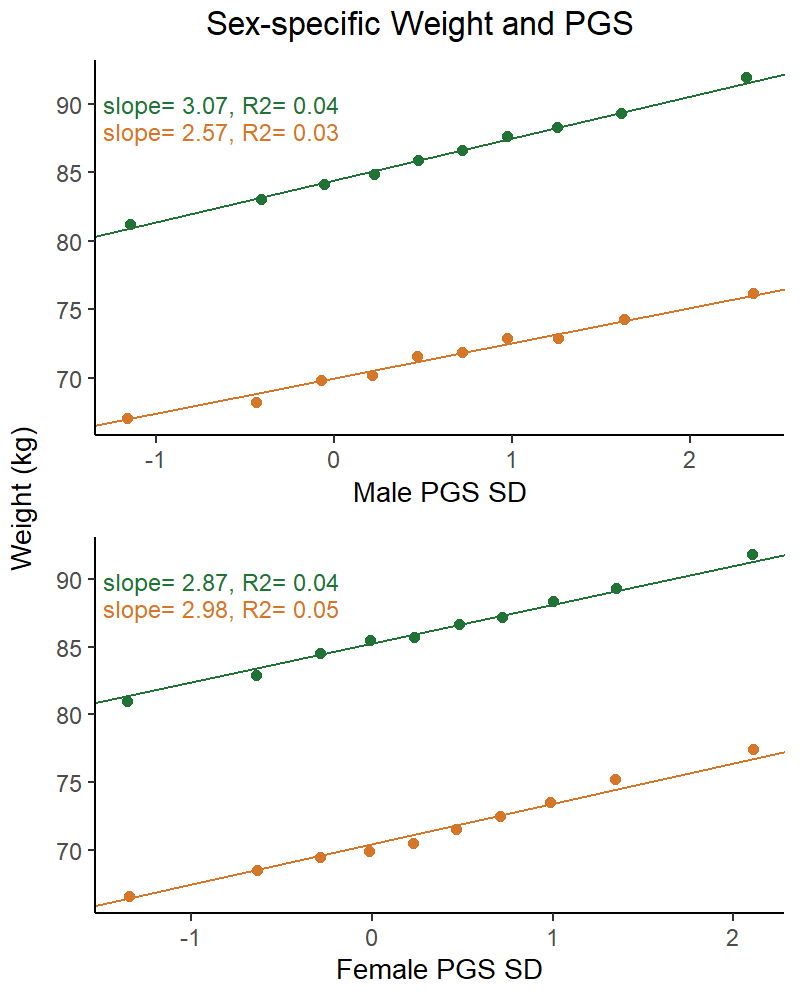 Sex-specific Weight and PGS
slope= 3.07, R2= 0.04
slope= 2.57, R2= 0.03
90
85
80
75
70
-1 0 1 2
Male PGS SD
Weight (kg)
slope= 2.87, R2= 0.04
slope= 2.98, R2= 0.05
90
85
80
75
70
-1 0 1 2
Female PGS SD